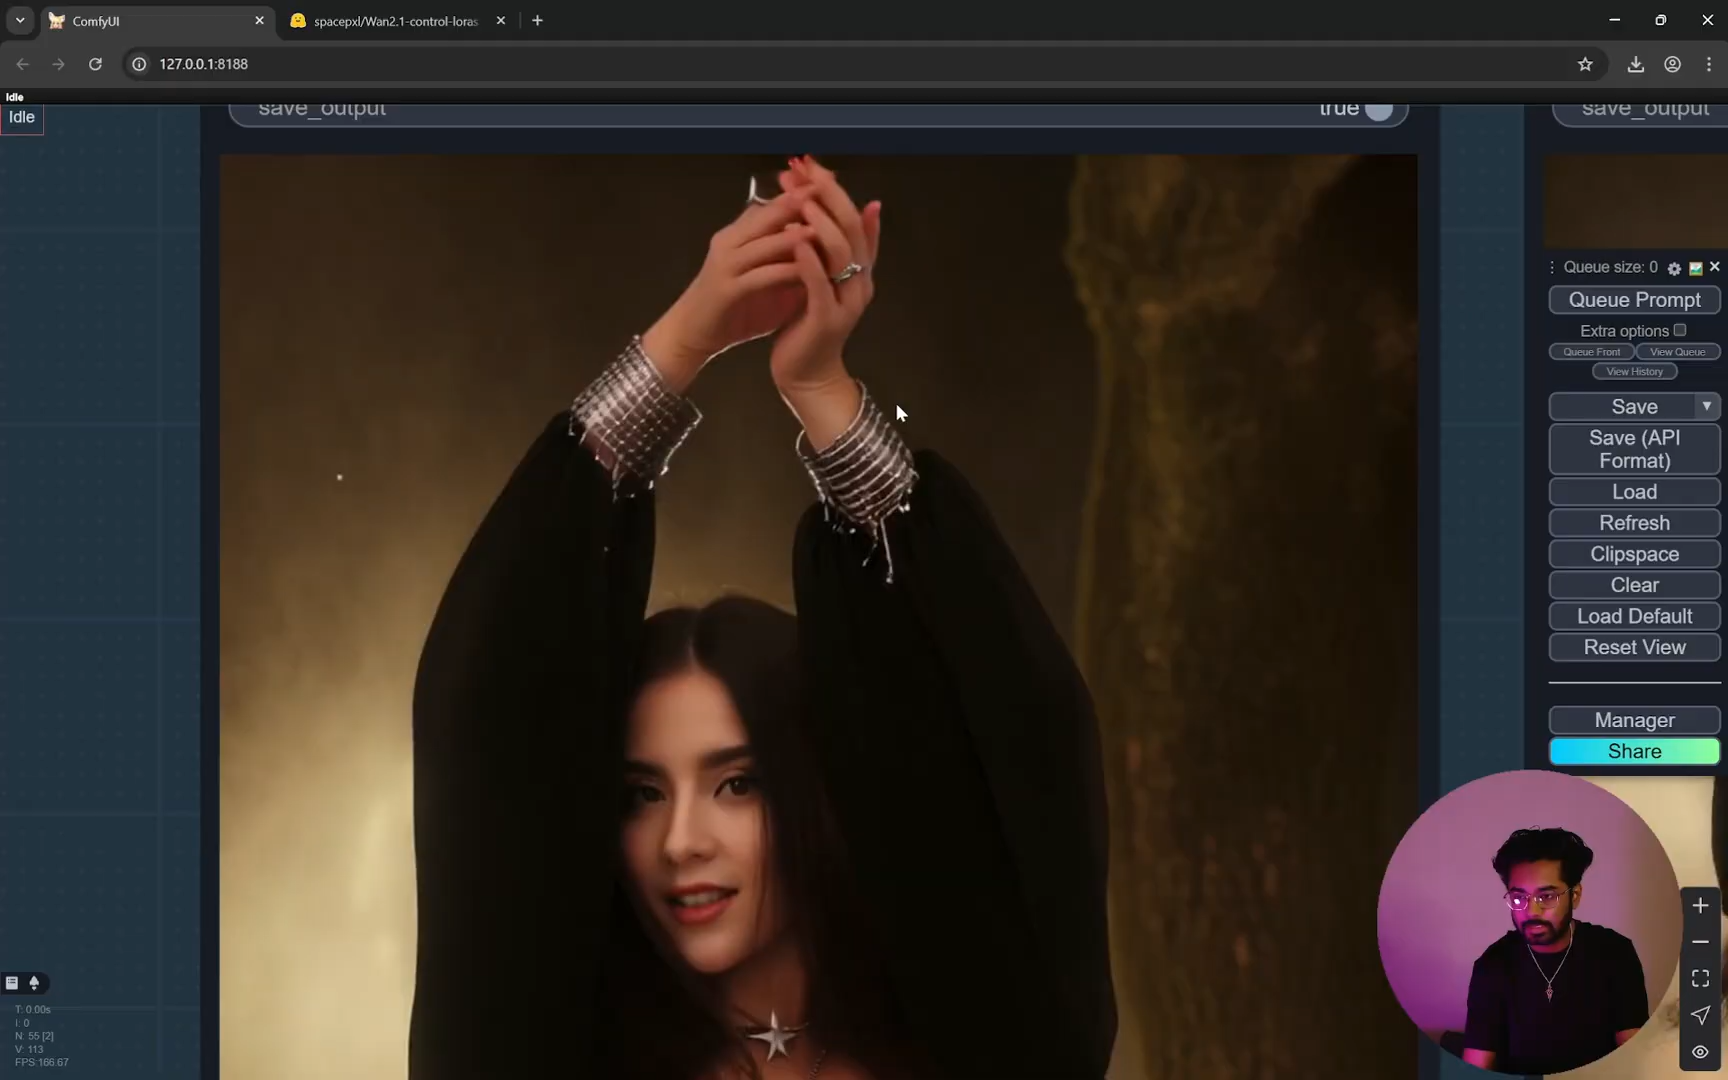 ComfyUI
spacepxl/Wan2.1-control-loras
127.0.0.1:8188
Idle
Idle
save_output
true
save_output
Queue size: 0
Queue Prompt
Extra options
Queue Front
View Queue
View History
Save
Save (API
Format)
Load
Refresh
Clipspace
Clear
Load Default
Reset View
Manager
Share
T: 0.00s
I: 0
N: 55 [2]
V: 113
FPS:166.67